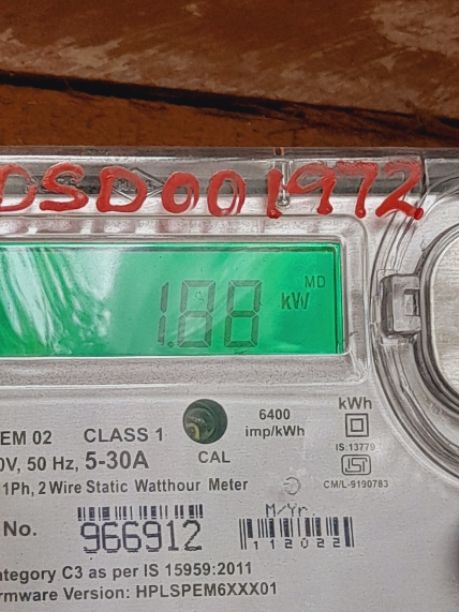 DSD001972
MD
1.88 kW
EM 02 CLASS 1 6400 imp/kWh kWh
0V, 50 Hz, 5-30A CAL IS:13779
1Ph, 2 Wire Static Watthour Meter CM/L-9190783
No. 966912 M/Yr.
112022
ategory C3 as per IS 15959:2011
rmware Version: HPLSPEM6XXX01